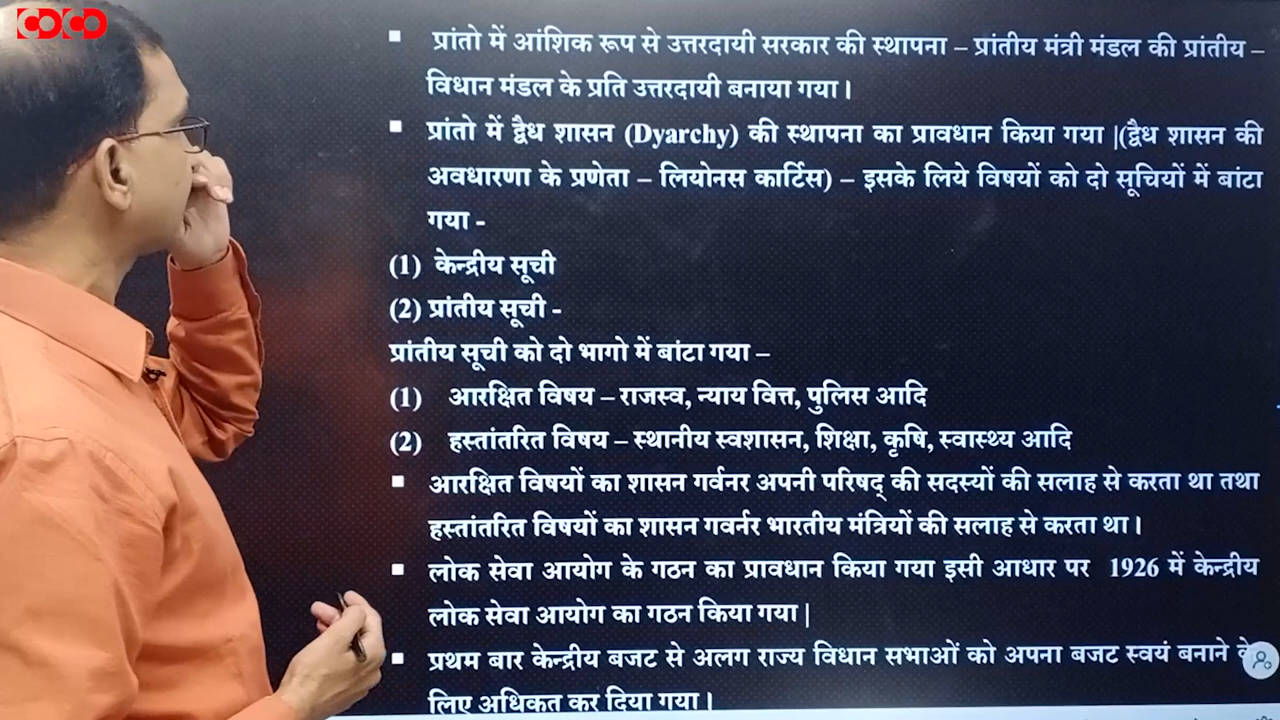 COCO
प्रांतो में आंशिक रूप से उत्तरदायी सरकार की स्थापना – प्रांतीय मंत्री मंडल की प्रांतीय –
विधान मंडल के प्रति उत्तरदायी बनाया गया।
प्रांतो में द्वैध शासन (Dyarchy) की स्थापना का प्रावधान किया गया |(द्वैध शासन की
अवधारणा के प्रणेता – लियोनस कार्टिस) – इसके लिये विषयों को दो सूचियों में बांटा
गया -
(1) केन्द्रीय सूची
(2) प्रांतीय सूची -
प्रांतीय सूची को दो भागो में बांटा गया –
(1) आरक्षित विषय – राजस्व, न्याय वित्त, पुलिस आदि
(2) हस्तांतरित विषय – स्थानीय स्वशासन, शिक्षा, कृषि, स्वास्थ्य आदि
आरक्षित विषयों का शासन गर्वनर अपनी परिषद् की सदस्यों की सलाह से करता था तथा
हस्तांतरित विषयों का शासन गवर्नर भारतीय मंत्रियों की सलाह से करता था।
लोक सेवा आयोग के गठन का प्रावधान किया गया इसी आधार पर 1926 में केन्द्रीय
लोक सेवा आयोग का गठन किया गया |
प्रथम बार केन्द्रीय बजट से अलग राज्य विधान सभाओं को अपना बजट स्वयं बनाने के
लिए अधिकत कर दिया गया।